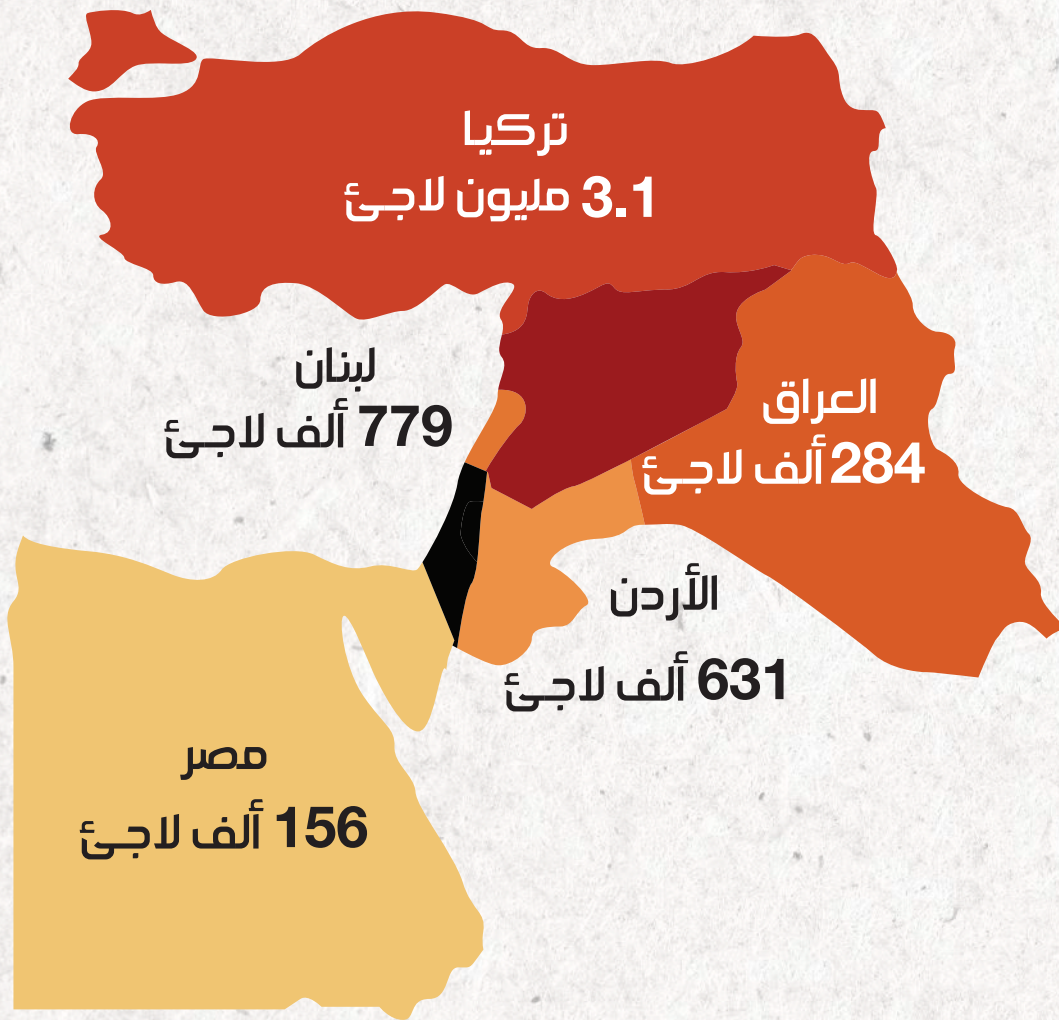 تركيا
3.1 مليون لاجئ
لبنان
779 ألف لاجئ
العراق
284 ألف لاجئ
الأردن
631 ألف لاجئ
مصر
156 ألف لاجئ